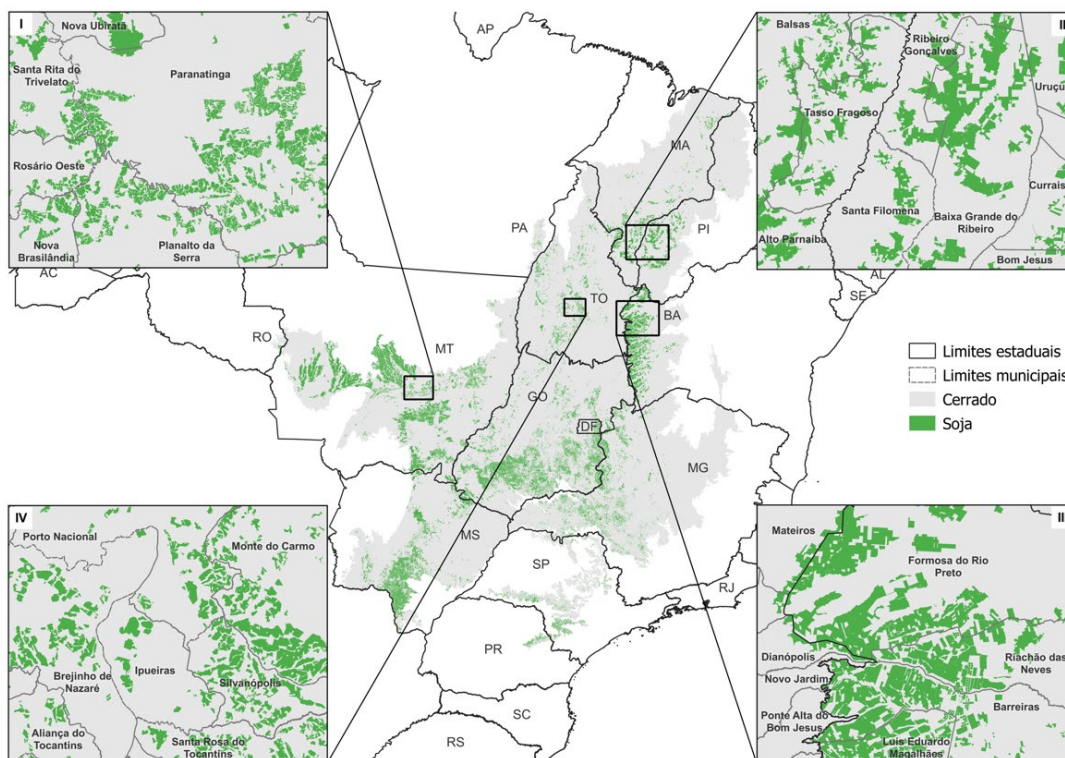 I
Nova Ubiratã
Santa Rita do
Trivelato
Paranatinga
Rosário Oeste
Nova
Brasilândia
Planalto da
Serra
AP
II
Balsas
Ribeiro
Gonçalves
Uruçuí
Tasso Fragoso
Currais
Santa Filomena
Baixa Grande do
Ribeiro
Alto Parnaíba
Bom Jesus
MA
PA
PI
AC
AL
SE
TO
BA
RO
MT
GO
DF
MG
MS
SP
RJ
PR
SC
RS
Limites estaduais
Limites municipais
Cerrado
Soja
IV
Porto Nacional
Monte do Carmo
Ipueiras
Brejinho de
Nazaré
Silvanópolis
Aliança do
Tocantins
Santa Rosa do
Tocantins
II
Mateiros
Formosa do Rio
Preto
Dianópolis
Riachão das
Neves
Novo Jardim
Barreiras
Ponte Alta do
Bom Jesus
Luis Eduardo
Magalhães